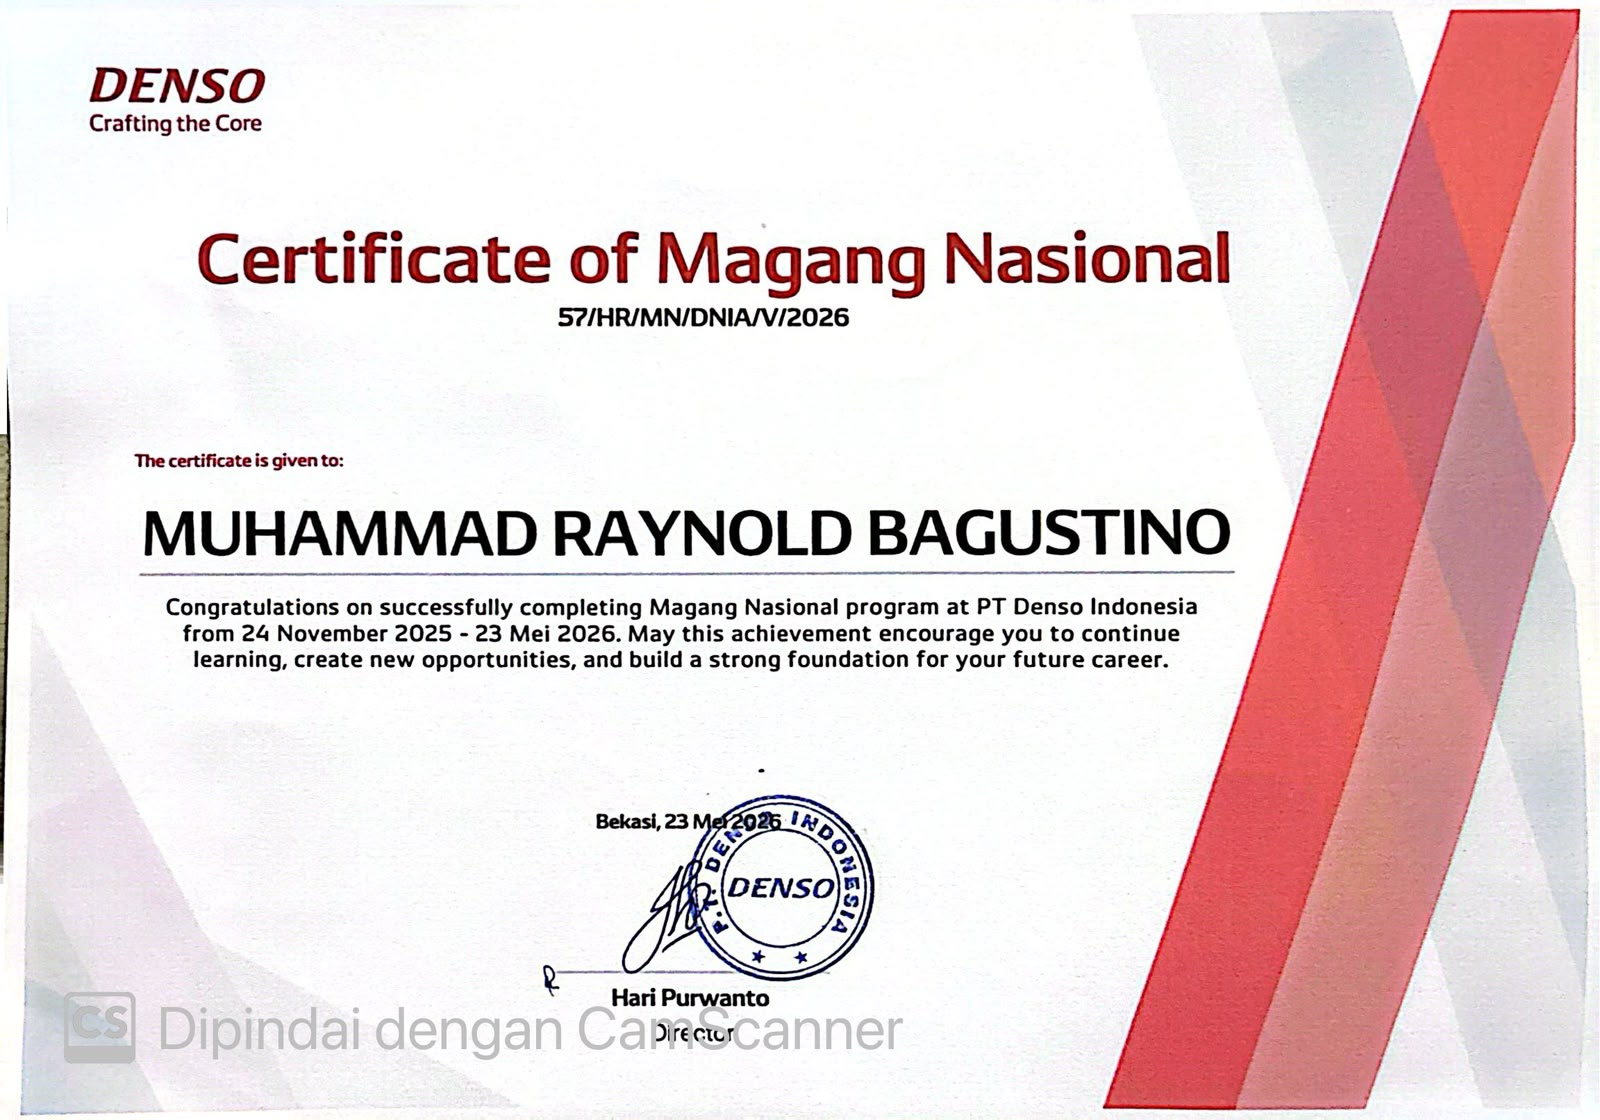 DENSO
Crafting the Core
Certificate of Magang Nasional
57/HR/MN/DNIA/V/2026
The certificate is given to:
MUHAMMAD RAYNOLD BAGUSTINO
Congratulations on successfully completing Magang Nasional program at PT Denso Indonesia
from 24 November 2025 - 23 Mei 2026. May this achievement encourage you to continue
learning, create new opportunities, and build a strong foundation for your future career.
Bekasi, 23 Mei 2026
P.T. DENSO INDONESIA
DENSO
Hari Purwanto
Director
CS Dipindai dengan CamScanner